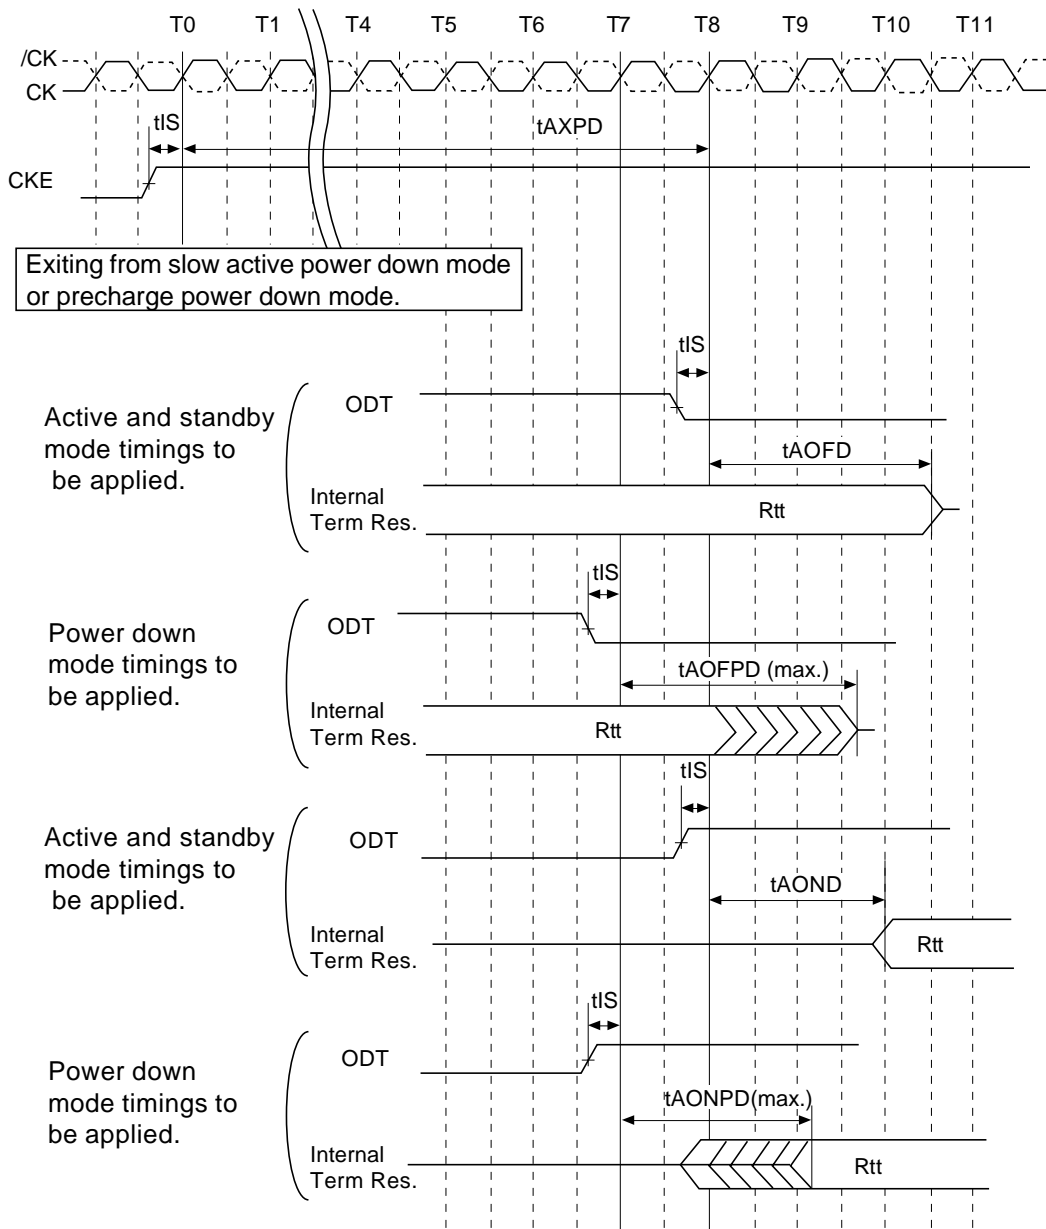 T0 T1 T4 T5 T6 T7 T8 T9 T10 T11
/CK
CK
tIS
tAXPD
CKE
Exiting from slow active power down mode
or precharge power down mode.
tIS
Active and standby
mode timings to
be applied.
ODT
tAOFD
Internal
Term Res.
Rtt
tIS
Power down
mode timings to
be applied.
ODT
tAOFPD (max.)
Internal
Term Res.
Rtt
tIS
Active and standby
mode timings to
be applied.
ODT
tAOND
Internal
Term Res.
Rtt
tIS
Power down
mode timings to
be applied.
ODT
tAONPD(max.)
Internal
Term Res.
Rtt